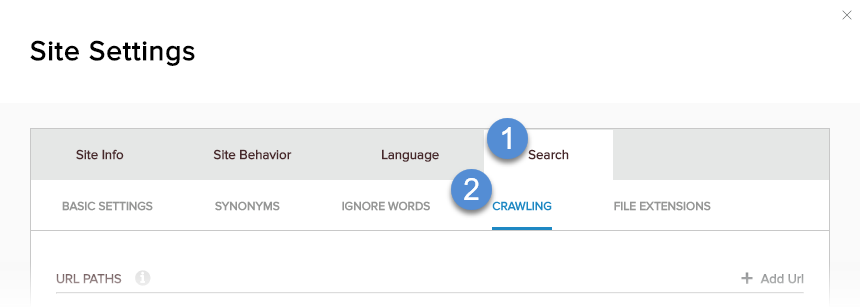 Site Settings
Site Info Site Behavior Language 1 Search
BASIC SETTINGS SYNONYMS IGNORE WORDS 2 CRAWLING FILE EXTENSIONS
URL PATHS i + Add Url